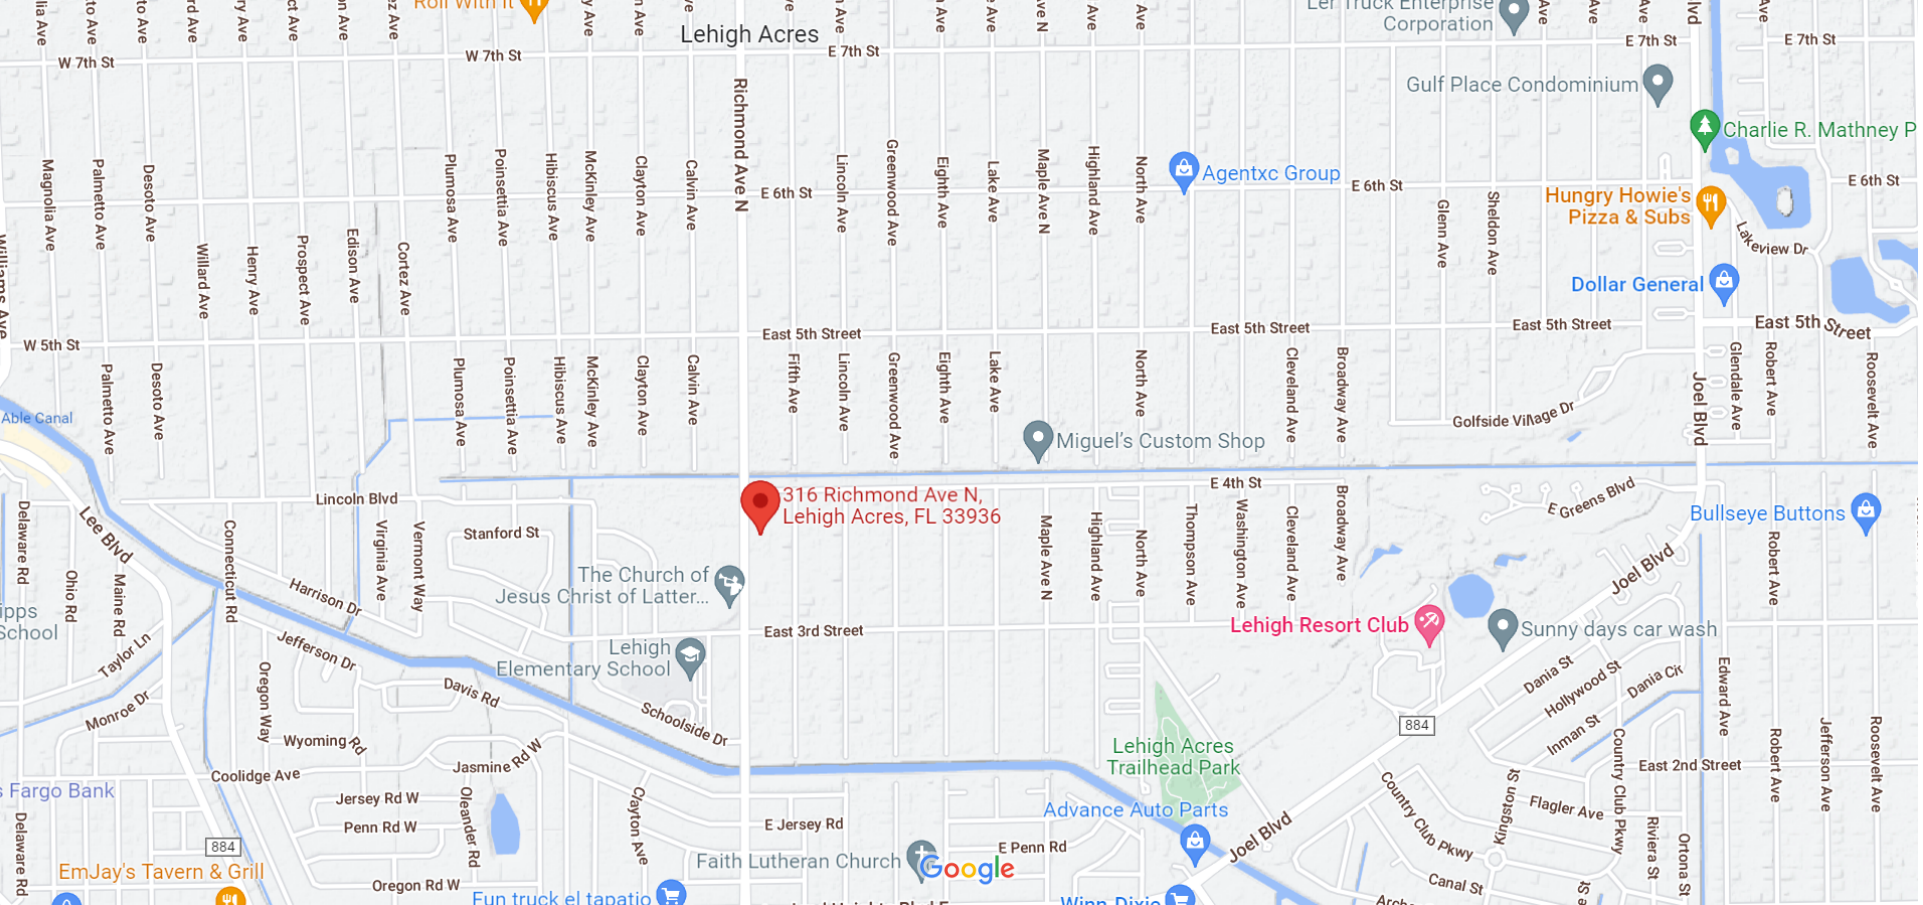 Roll With It
Lehigh Acres
Ler Truck Enterprise
Corporation
W 7th St
W 7th St
E 7th St
E 7th St
E 7th St
Gulf Place Condominium
Charlie R. Mathney P
Richmond Ave N
Magnolia Ave
Palmetto Ave
Desoto Ave
Willard Ave
Henry Ave
Prospect Ave
Edison Ave
Cortez Ave
Plumosa Ave
Poinsettia Ave
Hibiscus Ave
McKinley Ave
Clayton Ave
Calvin Ave
E 6th St
Lincoln Ave
Greenwood Ave
Eighth Ave
Lake Ave
Maple Ave N
Highland Ave
North Ave
Agentxc Group
E 6th St
Glenn Ave
Sheldon Ave
Hungry Howie's
Pizza & Subs
E 6th St
Lakeview Dr
Dollar General
Williams Ave
W 5th St
East 5th Street
East 5th Street
East 5th Street
East 5th Street
Palmetto Ave
Desoto Ave
Plumosa Ave
Poinsettia Ave
Hibiscus Ave
McKinley Ave
Clayton Ave
Calvin Ave
Fifth Ave
Lincoln Ave
Greenwood Ave
Eighth Ave
Lake Ave
North Ave
Cleveland Ave
Broadway Ave
Golfside Village Dr
Joel Blvd
Glendale Ave
Robert Ave
Roosevelt Ave
Able Canal
Miguel's Custom Shop
Lincoln Blvd
316 Richmond Ave N,
Lehigh Acres, FL 33936
E 4th St
E Greens Blvd
Bullseye Buttons
Delaware Rd
Lee Blvd
Ohio Rd
Maine Rd
Connecticut Rd
Virginia Ave
Vermont Way
Stanford St
Maple Ave N
Highland Ave
North Ave
Thompson Ave
Washington Ave
Cleveland Ave
Broadway Ave
Joel Blvd
Robert Ave
The Church of
Jesus Christ of Latter...
Harrison Dr
ipps
School
Taylor Ln
Jefferson Dr
Lehigh
Elementary School
East 3rd Street
Lehigh Resort Club
Sunny days car wash
Monroe Dr
Oregon Way
Davis Rd
Schoolside Dr
Dania St
Hollywood St
Dania Cir
Inman St
Edward Ave
884
Wyoming Rd
Jasmine Rd W
Coolidge Ave
Lehigh Acres
Trailhead Park
East 2nd Street
Country Club Pkwy
Robert Ave
Jefferson Ave
Roosevelt Ave
s Fargo Bank
Jersey Rd W
Penn Rd W
Oleander Rd
Clayton Ave
E Jersey Rd
Advance Auto Parts
Joel Blvd
Country Club Pkwy
Kingston St
Flagler Ave
Riviera St
Ortona St
Delaware Rd
884
EmJay's Tavern & Grill
Oregon Rd W
Faith Lutheran Church
Google
E Penn Rd
Canal St
Fun truck el tapatio
Winn-Dixie